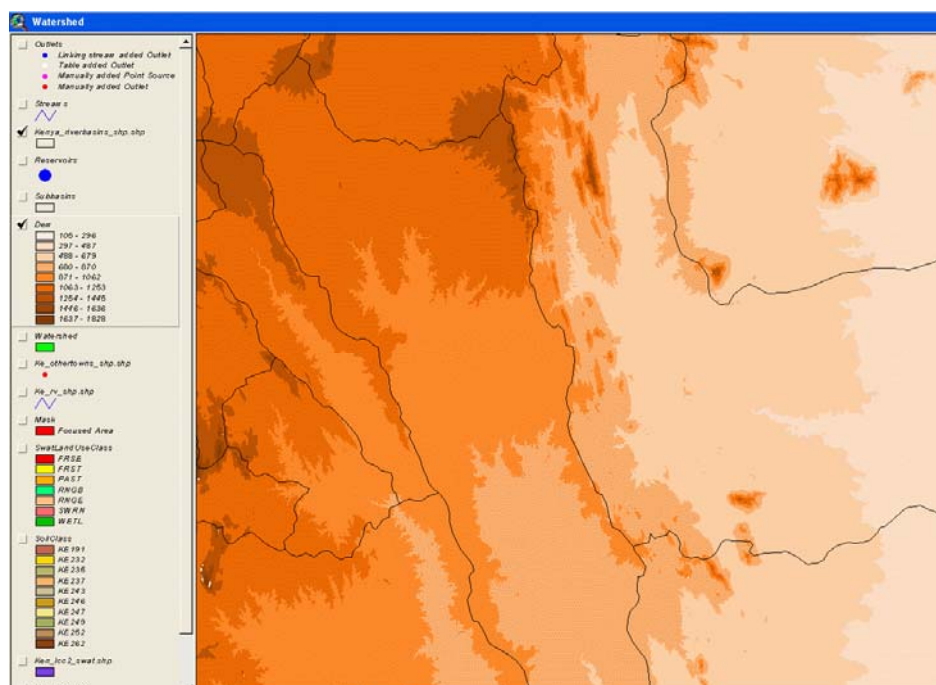 Watershed
Outlets
Linking stream added Outlet
Table added Outlet
Manually added Point Source
Manually added Outlet
Streams
Kenya_riverbasins_shp.shp
Reservoirs
Subbasins
Dem
105 - 296
297 - 487
488 - 679
680 - 870
871 - 1062
1063 - 1253
1254 - 1445
1446 - 1636
1637 - 1828
Watershed
Ke_othertowns_shp.shp
Ke_rv_shp.shp
Mask
Focused Area
SwatLandUseClass
FRSE
FRST
PAST
RNGB
RNGE
SWRN
WETL
SoilClass
KE191
KE232
KE235
KE237
KE243
KE246
KE247
KE249
KE252
KE262
Ken_lcc2_swat.shp